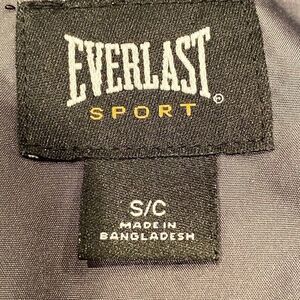 EVERLAST®
SPORT
S/C
MADE IN
BANGLADESH